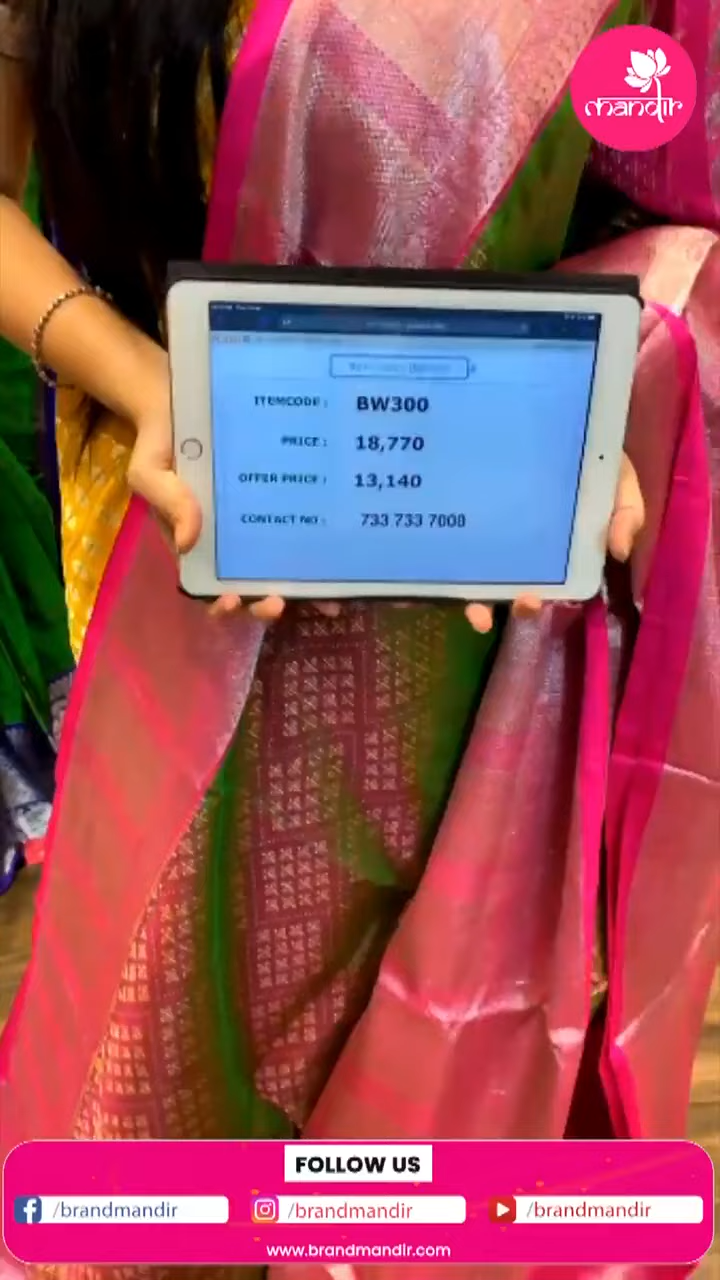 mandir
ITEMCODE : BW300
PRICE : 18,770
OFFER PRICE : 13,140
CONTACT NO : 733 733 7000
FOLLOW US
/brandmandir /brandmandir /brandmandir
www.brandmandir.com